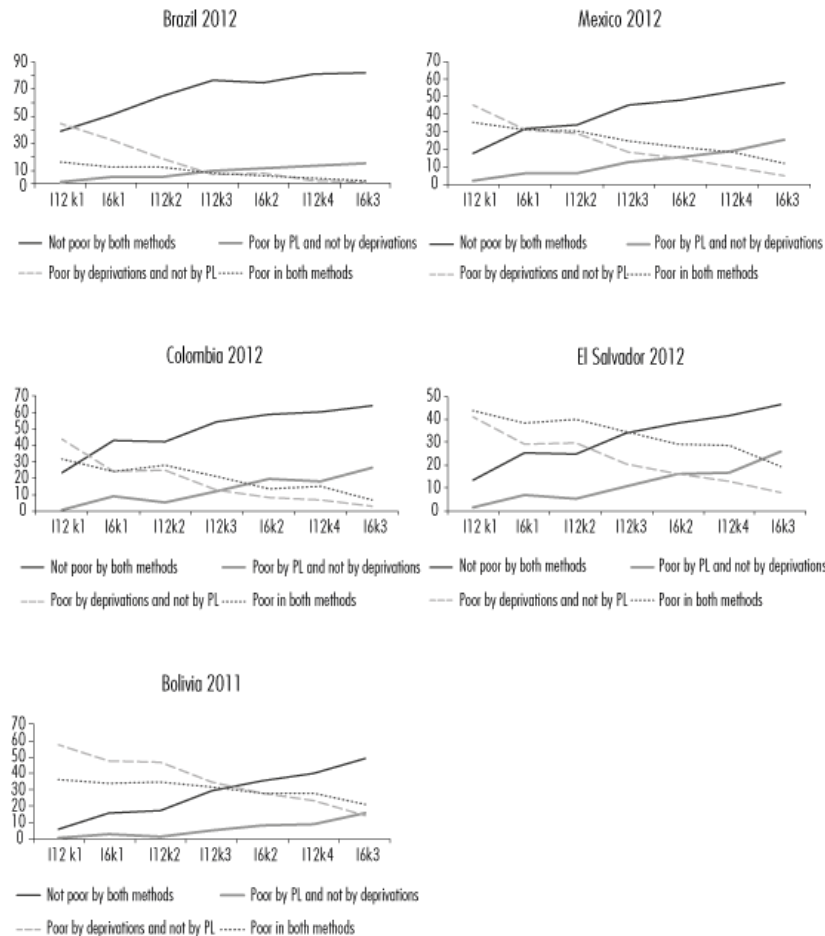 Brazil 2012
90
70
50
30
10
0
I12 k1 I6k1 I12k2 I12k3 I6k2 I12k4 I6k3
Not poor by both methods Poor by PL and not by deprivations
Poor by deprivations and not by PL Poor in both methods
Mexico 2012
70
60
50
40
30
20
10
0
I12 k1 I6k1 I12k2 I12k3 I6k2 I12k4 I6k3
Not poor by both methods Poor by PL and not by deprivations
Poor by deprivations and not by PL Poor in both methods
Colombia 2012
70
60
50
40
30
20
10
0
I12 k1 I6k1 I12k2 I12k3 I6k2 I12k4 I6k3
Not poor by both methods Poor by PL and not by deprivations
Poor by deprivations and not by PL Poor in both methods
El Salvador 2012
50
40
30
20
10
0
I12 k1 I6k1 I12k2 I12k3 I6k2 I12k4 I6k3
Not poor by both methods Poor by PL and not by deprivations
Poor by deprivations and not by PL Poor in both methods
Bolivia 2011
70
60
50
40
30
20
10
0
I12 k1 I6k1 I12k2 I12k3 I6k2 I12k4 I6k3
Not poor by both methods Poor by PL and not by deprivations
Poor by deprivations and not by PL Poor in both methods